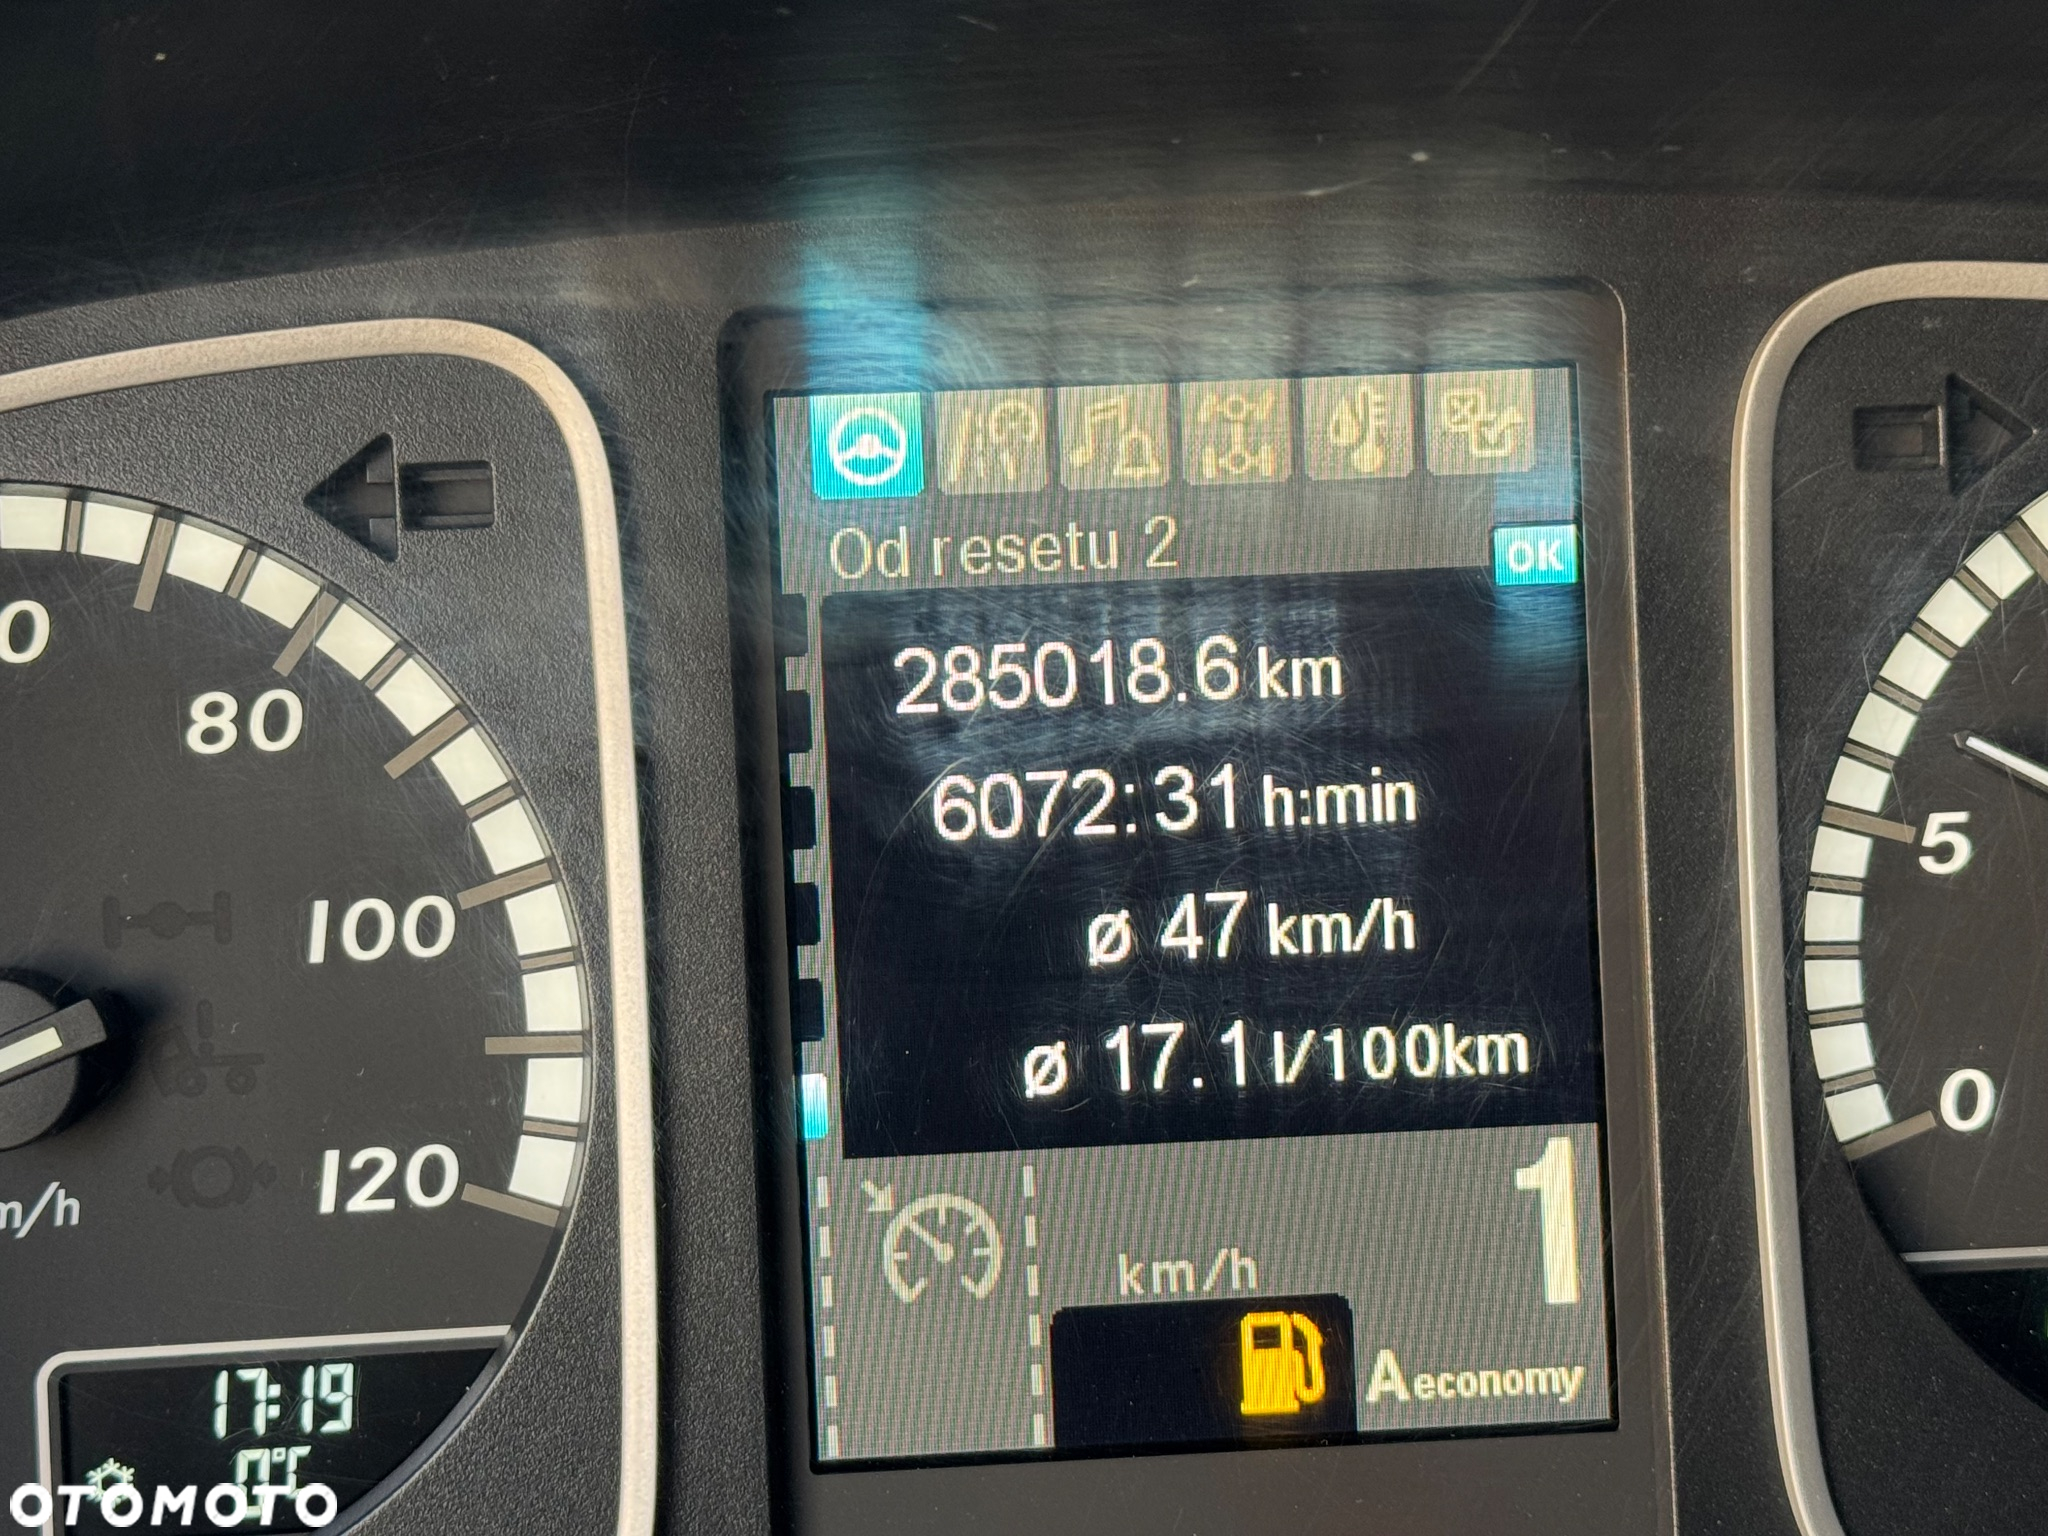 Od resetu 2
OK
285018.6 km
6072:31 h:min
ø 47 km/h
ø 17.1 l/100km
km/h
1
Aeconomy
80
100
120
17:19
0°C
5
0
OTOMOTO